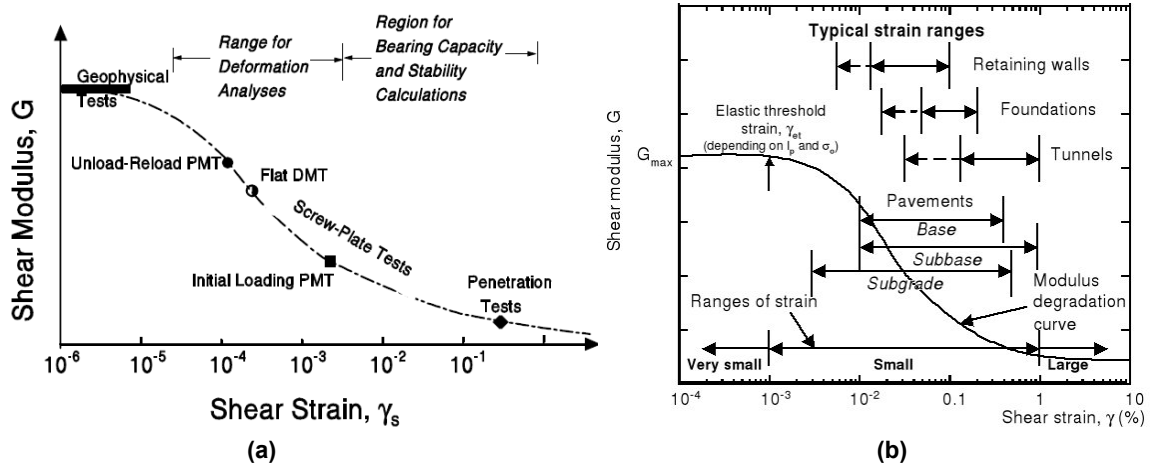 Range for
Deformation
Analyses
Region for
Bearing Capacity
and Stability
Calculations
Geophysical
Tests
Unload-Reload PMT
Flat DMT
Screw-Plate Tests
Initial Loading PMT
Penetration
Tests
Shear Modulus, G
10-6
10-5
10-4
10-3
10-2
10-1
Shear Strain, γs
(a)
Typical strain ranges
Retaining walls
Foundations
Tunnels
Elastic threshold
strain, γet
(depending on Ip and σo)
Gmax
Shear modulus, G
Pavements
Base
Subbase
Subgrade
Ranges of strain
Modulus
degradation
curve
Very small
Small
Large
10-4
10-3
10-2
0.1
1
10
Shear strain, γ (%)
(b)